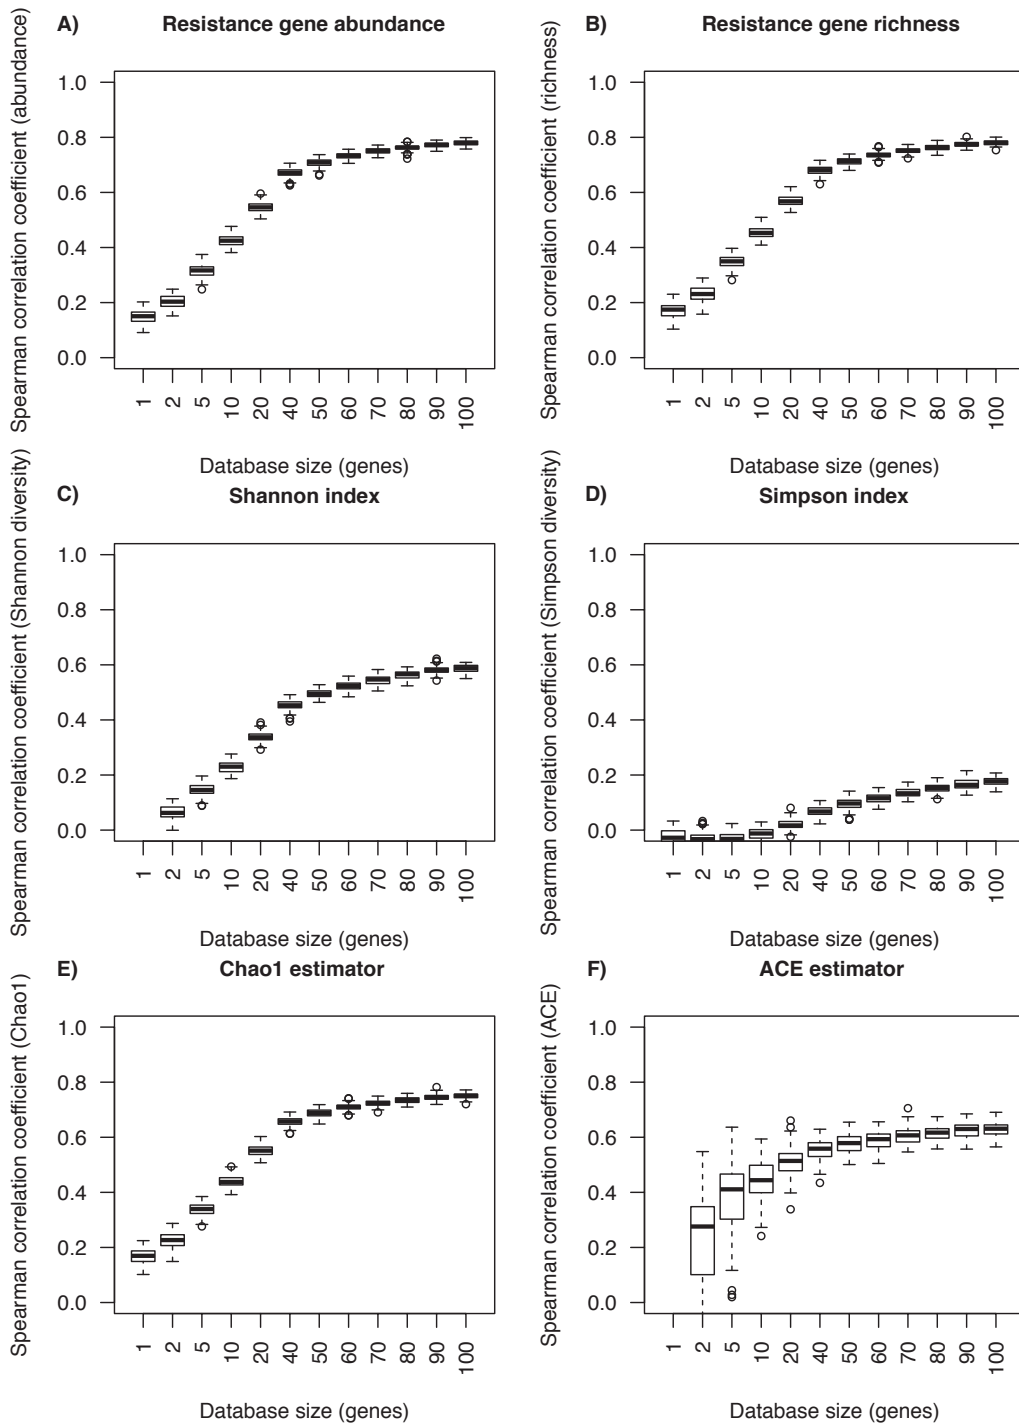 A) Resistance gene abundance
Spearman correlation coefficient (abundance)
1.0
0.8
0.6
0.4
0.2
0.0
1 2 5 10 20 40 50 60 70 80 90 100
Database size (genes)
B) Resistance gene richness
Spearman correlation coefficient (richness)
1.0
0.8
0.6
0.4
0.2
0.0
1 2 5 10 20 40 50 60 70 80 90 100
Database size (genes)
C) Shannon index
Spearman correlation coefficient (Shannon diversity)
1.0
0.8
0.6
0.4
0.2
0.0
1 2 5 10 20 40 50 60 70 80 90 100
Database size (genes)
D) Simpson index
Spearman correlation coefficient (Simpson diversity)
1.0
0.8
0.6
0.4
0.2
0.0
1 2 5 10 20 40 50 60 70 80 90 100
Database size (genes)
E) Chao1 estimator
Spearman correlation coefficient (Chao1)
1.0
0.8
0.6
0.4
0.2
0.0
1 2 5 10 20 40 50 60 70 80 90 100
Database size (genes)
F) ACE estimator
Spearman correlation coefficient (ACE)
1.0
0.8
0.6
0.4
0.2
0.0
1 2 5 10 20 40 50 60 70 80 90 100
Database size (genes)